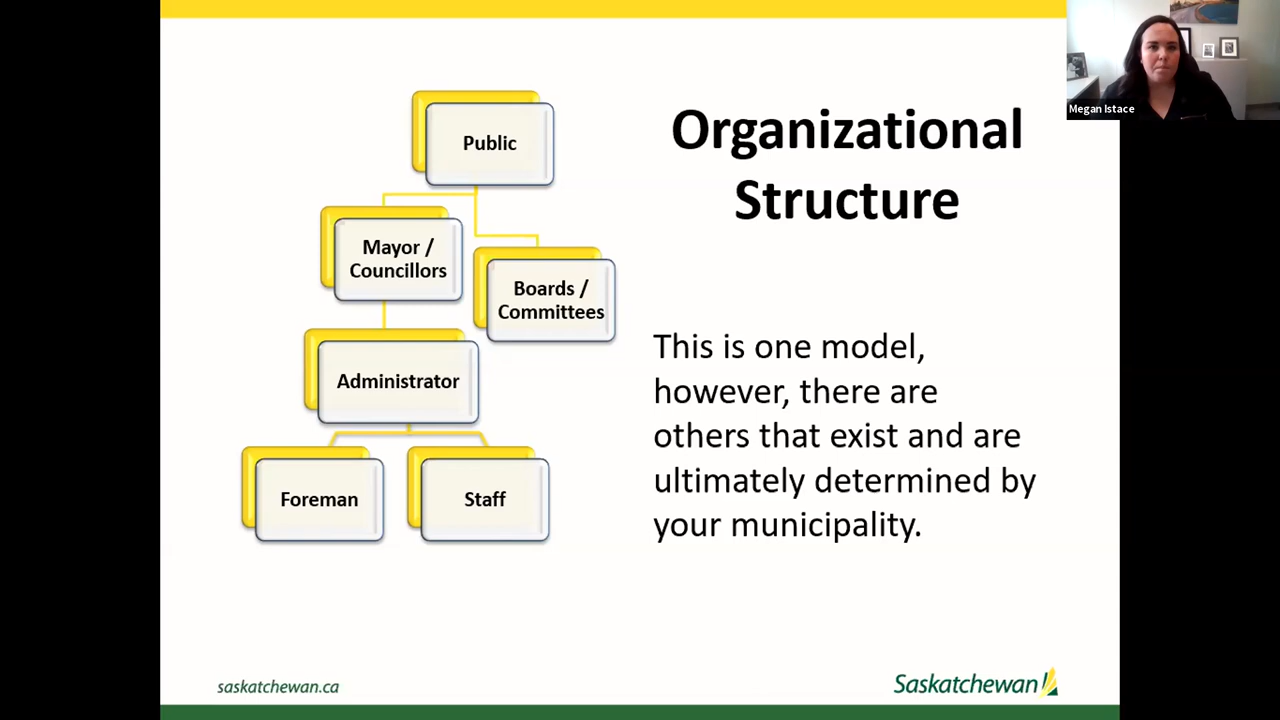 Public
Mayor /
Councillors
Boards /
Committees
Administrator
Foreman
Staff
Organizational
Structure
This is one model,
however, there are
others that exist and are
ultimately determined by
your municipality.
saskatchewan.ca
Saskatchewan
Megan Istace